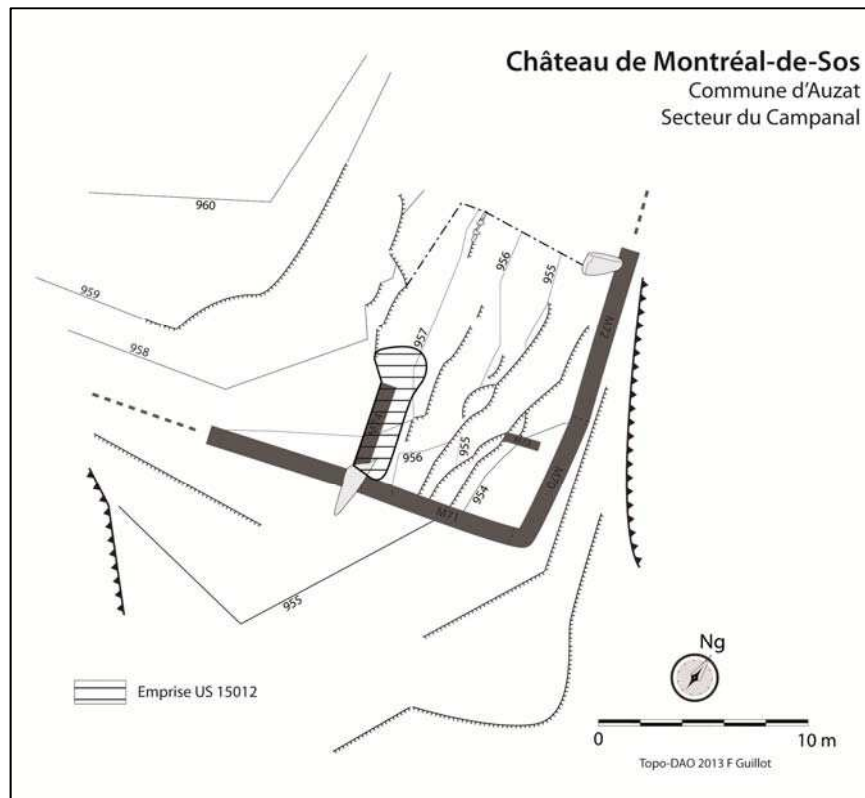 Château de Montréal-de-Sos
Commune d'Auzat
Secteur du Campanal
960
959
958
957
956
955
M72
956
955
954
M70
M71
955
Ng
Emprise US 15012
0
10 m
Topo-DAO 2013 F Guillot